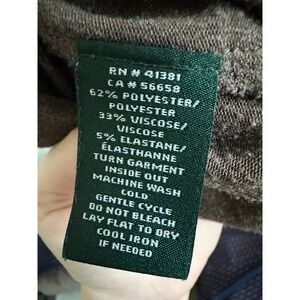 RN # 41381
CA # 56658
62% POLYESTER/
POLYESTER
33% VISCOSE/
VISCOSE
5% ELASTANE/
ÉLASTHANNE
TURN GARMENT
INSIDE OUT
MACHINE WASH
COLD
GENTLE CYCLE
DO NOT BLEACH
LAY FLAT TO DRY
COOL IRON
IF NEEDED